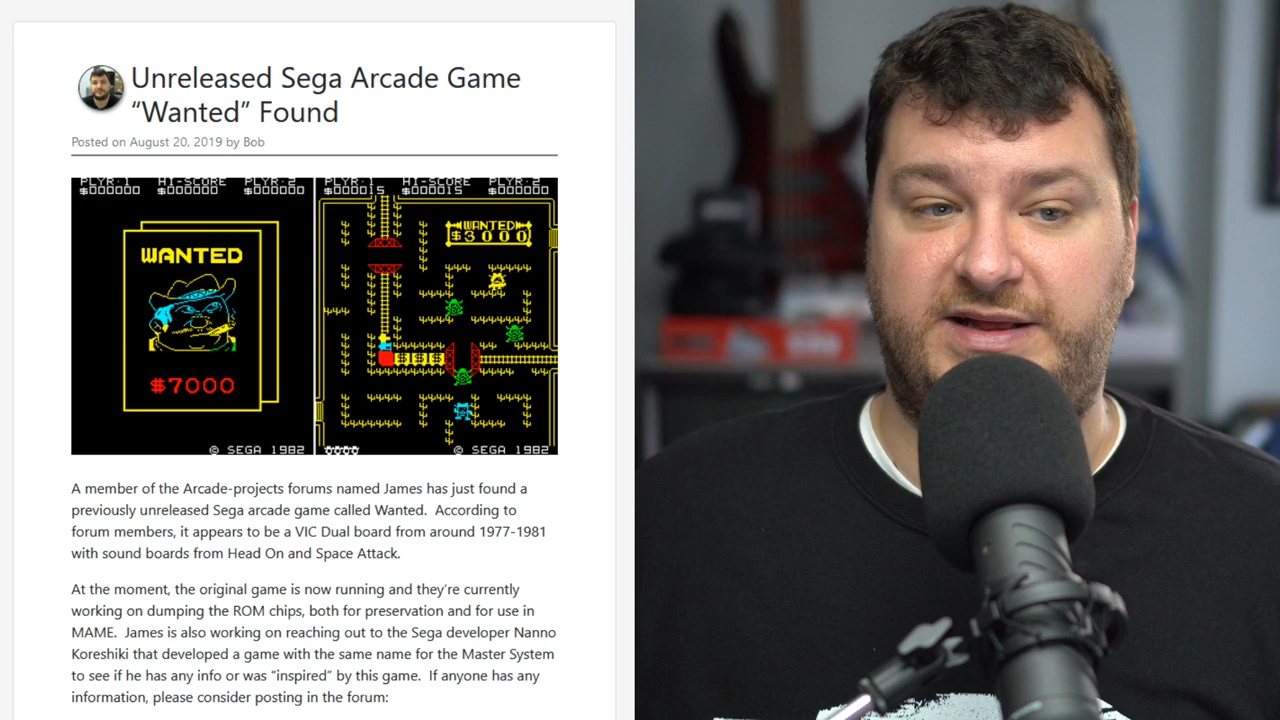 Unreleased Sega Arcade Game
“Wanted” Found
Posted on August 20, 2019 by Bob
PLYR.1 HI-SCORE PLYR.2
$000000 $000000 $000000
WANTED
$7000
© SEGA 1982
PLYR.1 HI-SCORE PLYR.2
$000015 $000015 $000000
WANTED
$3000
© SEGA 1982
A member of the Arcade-projects forums named James has just found a
previously unreleased Sega arcade game called Wanted.  According to
forum members, it appears to be a VIC Dual board from around 1977-1981
with sound boards from Head On and Space Attack.
At the moment, the original game is now running and they’re currently
working on dumping the ROM chips, both for preservation and for use in
MAME.  James is also working on reaching out to the Sega developer Nanno
Koreshiki that developed a game with the same name for the Master System
to see if he has any info or was “inspired” by this game.  If anyone has any
information, please consider posting in the forum: